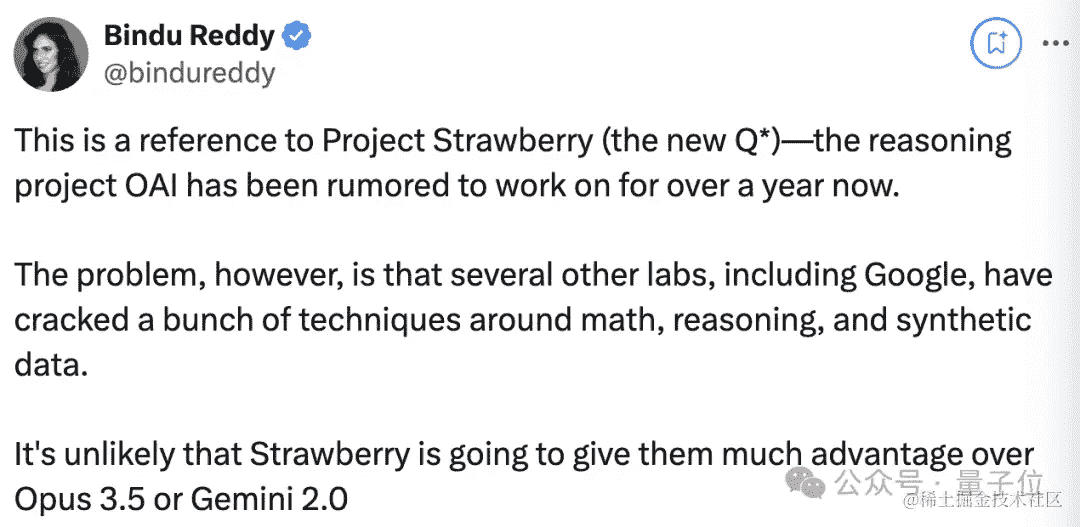 Bindu Reddy
@bindureddy
This is a reference to Project Strawberry (the new Q*)—the reasoning
project OAI has been rumored to work on for over a year now.
The problem, however, is that several other labs, including Google, have
cracked a bunch of techniques around math, reasoning, and synthetic
data.
It's unlikely that Strawberry is going to give them much advantage over
Opus 3.5 or Gemini 2.0
公众号·量子位
@稀土掘金技术社区